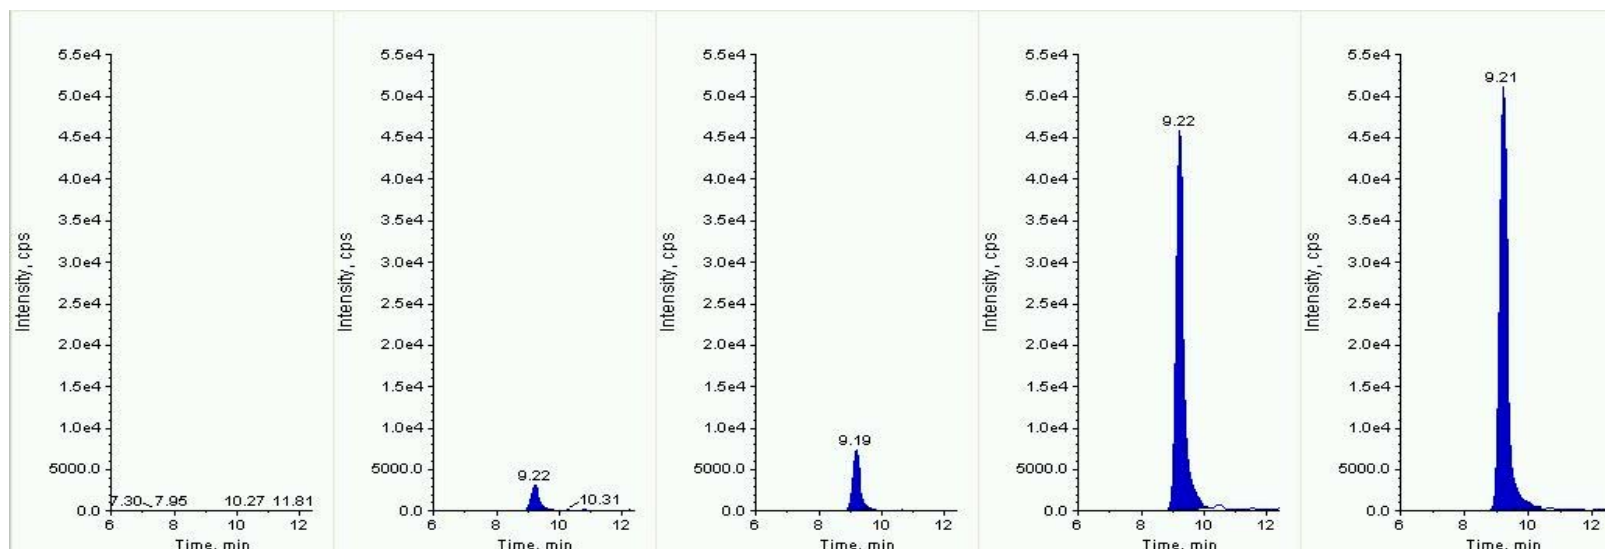 5.5e4 5.5e4 5.5e4 5.5e4 5.5e4
9.21
5.0e4 5.0e4 5.0e4 5.0e4 5.0e4
9.22
4.5e4 4.5e4 4.5e4 4.5e4 4.5e4
4.0e4 4.0e4 4.0e4 4.0e4 4.0e4
3.5e4 3.5e4 3.5e4 3.5e4 3.5e4
Intensity, cps Intensity, cps Intensity, cps Intensity, cps Intensity, cps
3.0e4 3.0e4 3.0e4 3.0e4 3.0e4
2.5e4 2.5e4 2.5e4 2.5e4 2.5e4
2.0e4 2.0e4 2.0e4 2.0e4 2.0e4
1.5e4 1.5e4 1.5e4 1.5e4 1.5e4
1.0e4 1.0e4 1.0e4 1.0e4 1.0e4
9.19
5000.0 5000.0 5000.0 5000.0 5000.0
9.22
7.30 7.95 10.27 11.81 10.31
0.0 0.0 0.0 0.0 0.0
6 8 10 12 6 8 10 12 6 8 10 12 6 8 10 12 6 8 10 12
Time, min Time, min Time, min Time, min Time, min